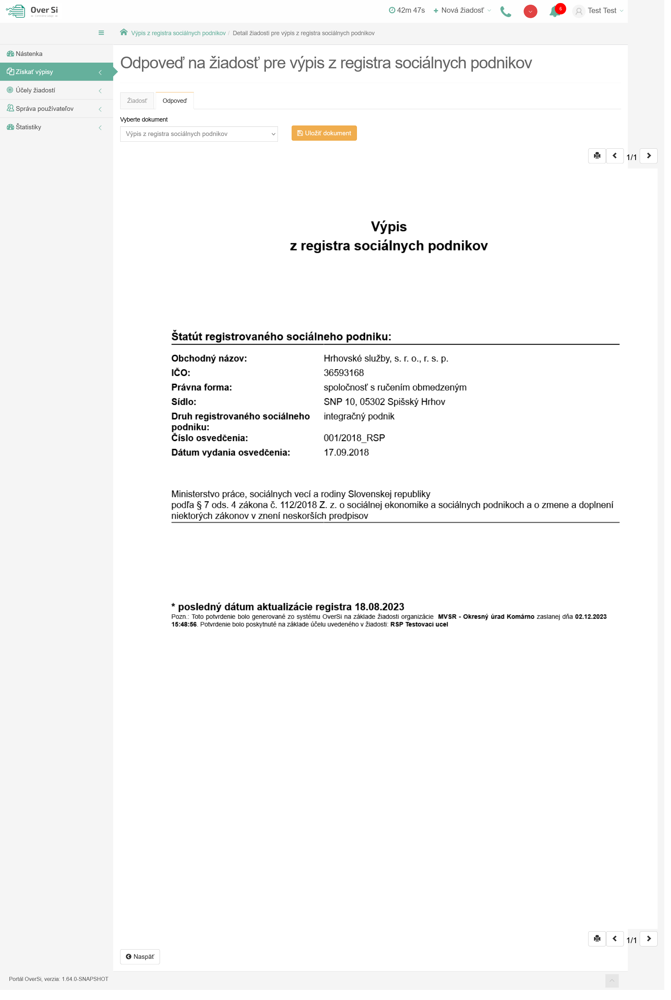 Over Si
Centrálne údaje
42m 47s
Nová žiadosť
6
Test Test
Výpis z registra sociálnych podnikov / Detail žiadosti pre výpis z registra sociálnych podnikov
Nástenka
Získať výpisy
Účely žiadostí
Správa používateľov
Štatistiky
Odpoveď na žiadosť pre výpis z registra sociálnych podnikov
Žiadosť
Odpoveď
Vyberte dokument
Výpis z registra sociálnych podnikov
Uložiť dokument
1/1
Výpis
z registra sociálnych podnikov
Štatút registrovaného sociálneho podniku:
Obchodný názov: Hrhovské služby, s. r. o., r. s. p.
IČO: 36593168
Právna forma: spoločnosť s ručením obmedzeným
Sídlo: SNP 10, 05302 Spišský Hrhov
Druh registrovaného sociálneho podniku: integračný podnik
Číslo osvedčenia: 001/2018_RSP
Dátum vydania osvedčenia: 17.09.2018
Ministerstvo práce, sociálnych vecí a rodiny Slovenskej republiky
podľa § 7 ods. 4 zákona č. 112/2018 Z. z. o sociálnej ekonomike a sociálnych podnikoch a o zmene a doplnení
niektorých zákonov v znení neskorších predpisov
* posledný dátum aktualizácie registra 18.08.2023
Pozn.: Toto potvrdenie bolo generované zo systému OverSi na základe žiadosti organizácie MVSR - Okresný úrad Komárno zaslanej dňa 02.12.2023
15:48:56. Potvrdenie bolo poskytnuté na základe účelu uvedeného v žiadosti: RSP Testovaci ucel
1/1
Naspäť
Portál OverSi, verzia: 1.64.0-SNAPSHOT